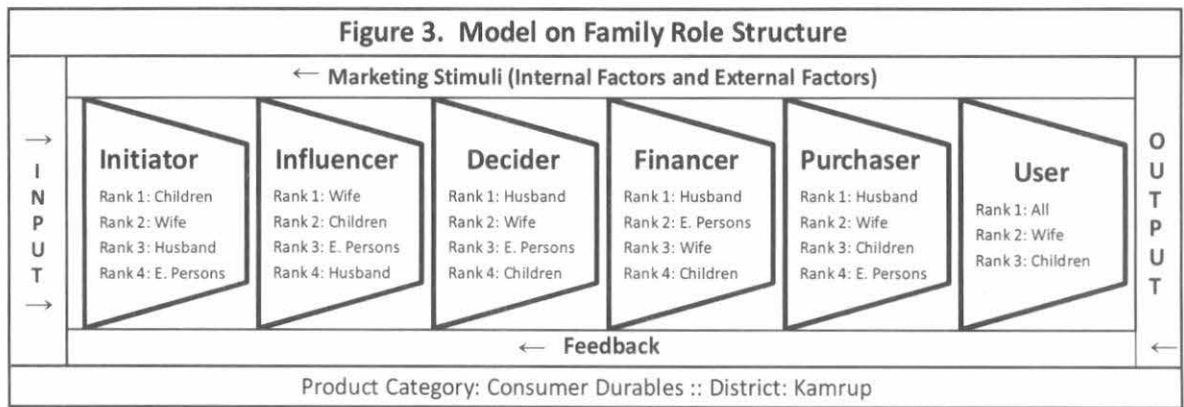 Figure 3. Model on Family Role Structure
← Marketing Stimuli (Internal Factors and External Factors)
→ INPUT →
Initiator
Rank 1: Children
Rank 2: Wife
Rank 3: Husband
Rank 4: E. Persons
Influencer
Rank 1: Wife
Rank 2: Children
Rank 3: E. Persons
Rank 4: Husband
Decider
Rank 1: Husband
Rank 2: Wife
Rank 3: E. Persons
Rank 4: Children
Financer
Rank 1: Husband
Rank 2: E. Persons
Rank 3: Wife
Rank 4: Children
Purchaser
Rank 1: Husband
Rank 2: Wife
Rank 3: Children
Rank 4: E. Persons
User
Rank 1: All
Rank 2: Wife
Rank 3: Children
OUTPUT
← Feedback
←
Product Category: Consumer Durables :: District: Kamrup